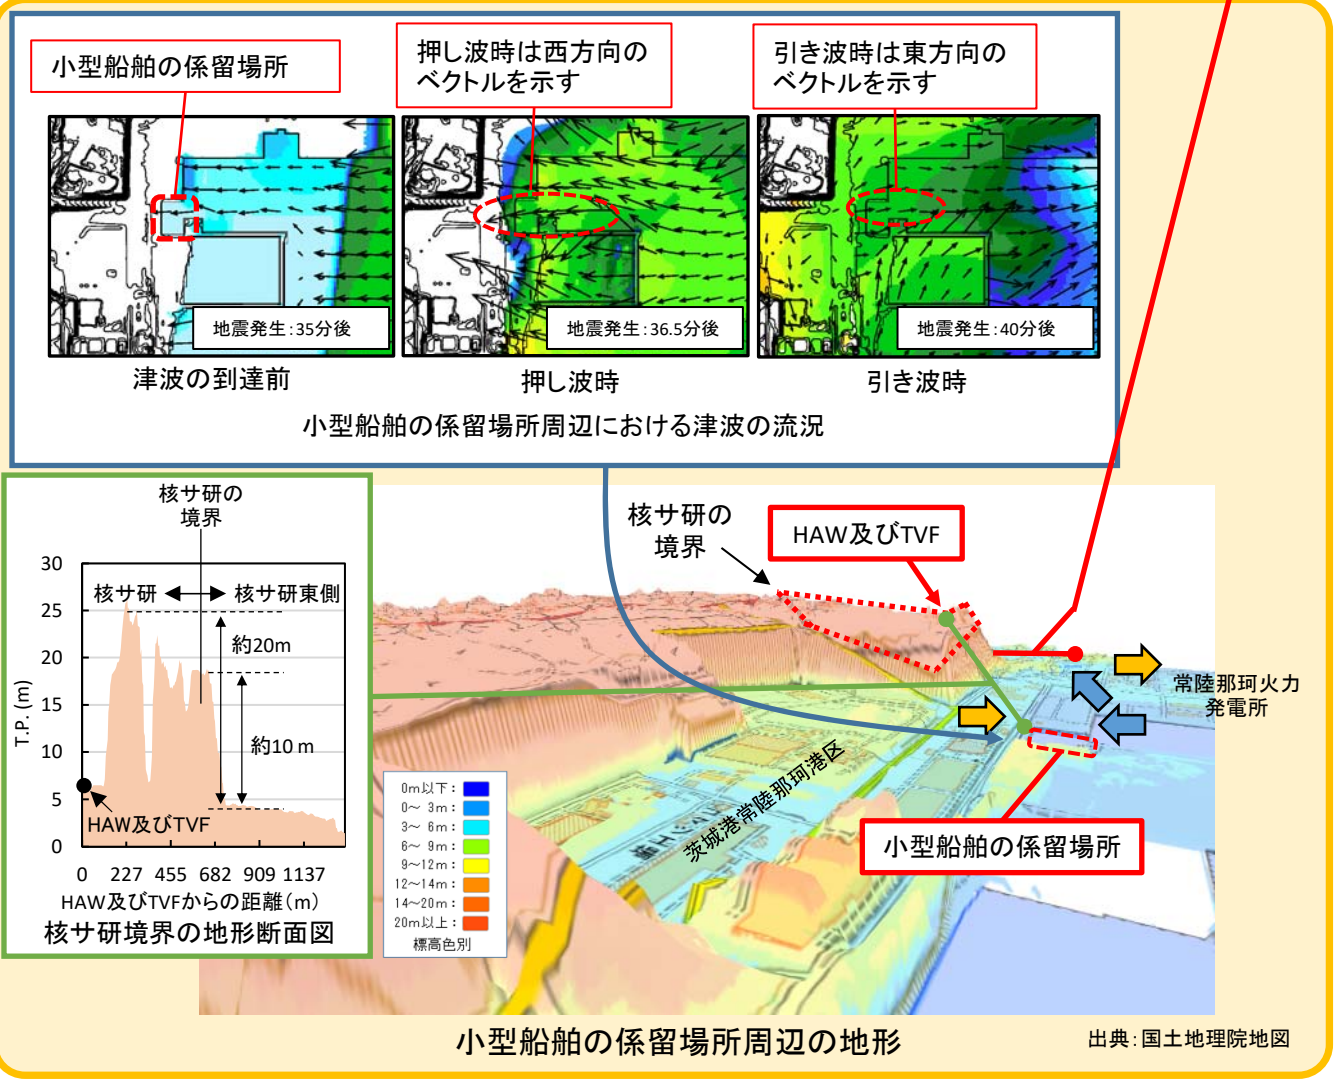 小型船舶の係留場所
押し波時は西方向の
ベクトルを示す
引き波時は東方向の
ベクトルを示す
地震発生:35分後
地震発生:36.5分後
地震発生:40分後
津波の到達前
押し波時
引き波時
小型船舶の係留場所周辺における津波の流況
核サ研の
境界
30
25
20
15
10
5
0
T.P. (m)
核サ研
核サ研東側
約20m
約10 m
HAW及びTVF
0
227
455
682
909
1137
HAW及びTVFからの距離(m)
核サ研境界の地形断面図
核サ研の
境界
HAW及びTVF
常陸那珂火力
発電所
茨城港常陸那珂港区
小型船舶の係留場所
0m以下:
0~ 3m:
3~ 6m:
6~ 9m:
9~12m:
12~14m:
14~20m:
20m以上:
標高色別
小型船舶の係留場所周辺の地形
出典:国土地理院地図